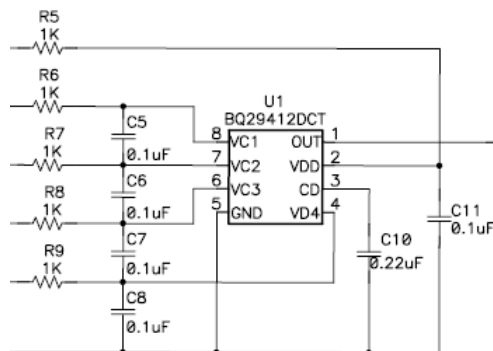 R5
1K
R6
1K
R7
1K
R8
1K
R9
1K
C5
0.1uF
C6
0.1uF
C7
0.1uF
C8
0.1uF
U1
BQ29412DCT
8 VC1 OUT 1
7 VC2 VDD 2
6 VC3 CD 3
5 GND VD4 4
C10
0.22uF
C11
0.1uF